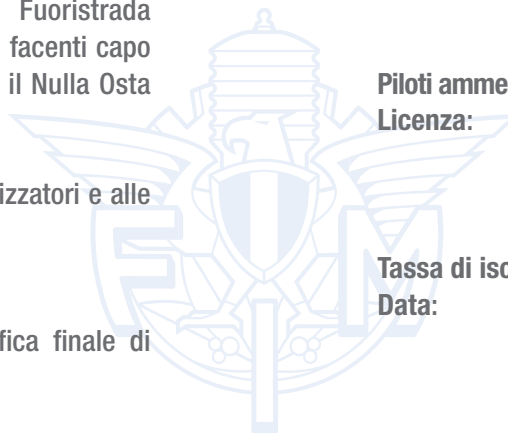 Fuoristrada
facenti capo
il Nulla Osta
izzatori e alle
fica finale di
Piloti amme
Licenza:
Tassa di isc
Data:
F M